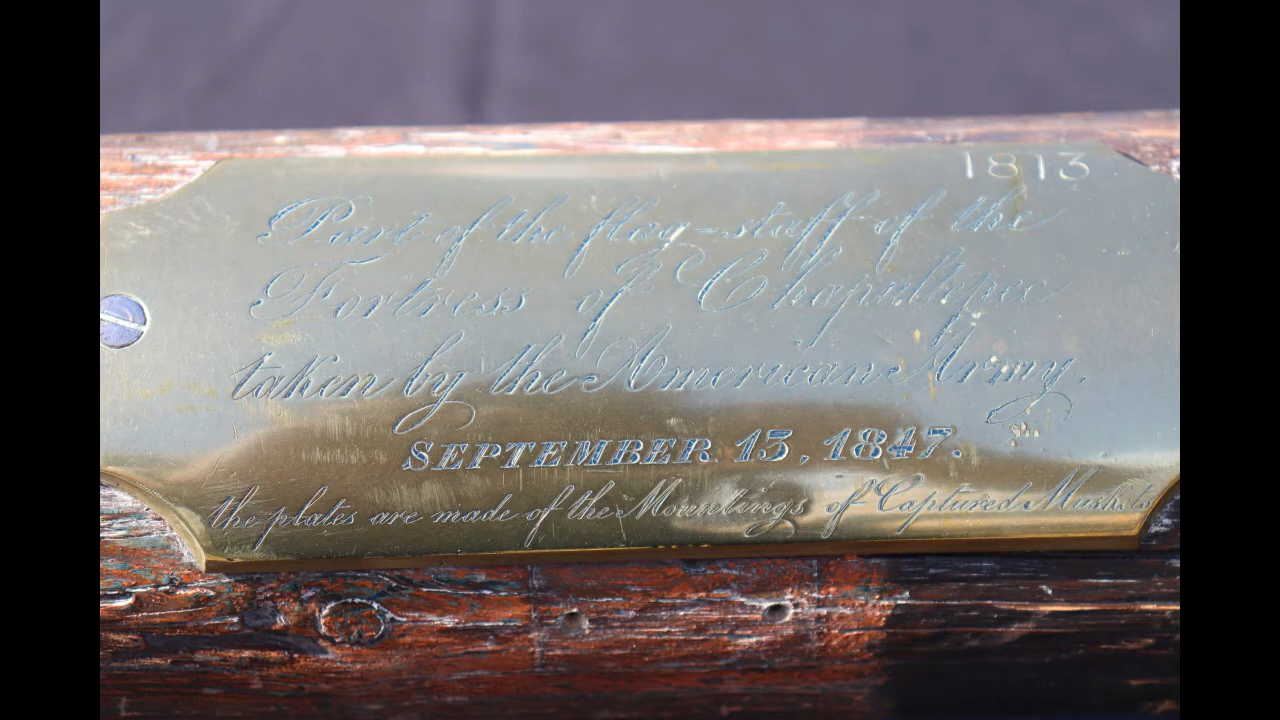 1813
Part of the flag-staff of the
Fortress of Chapultepec
taken by the American Army,
SEPTEMBER 13, 1847.
the plates are made of the Mountings of Captured Muskets